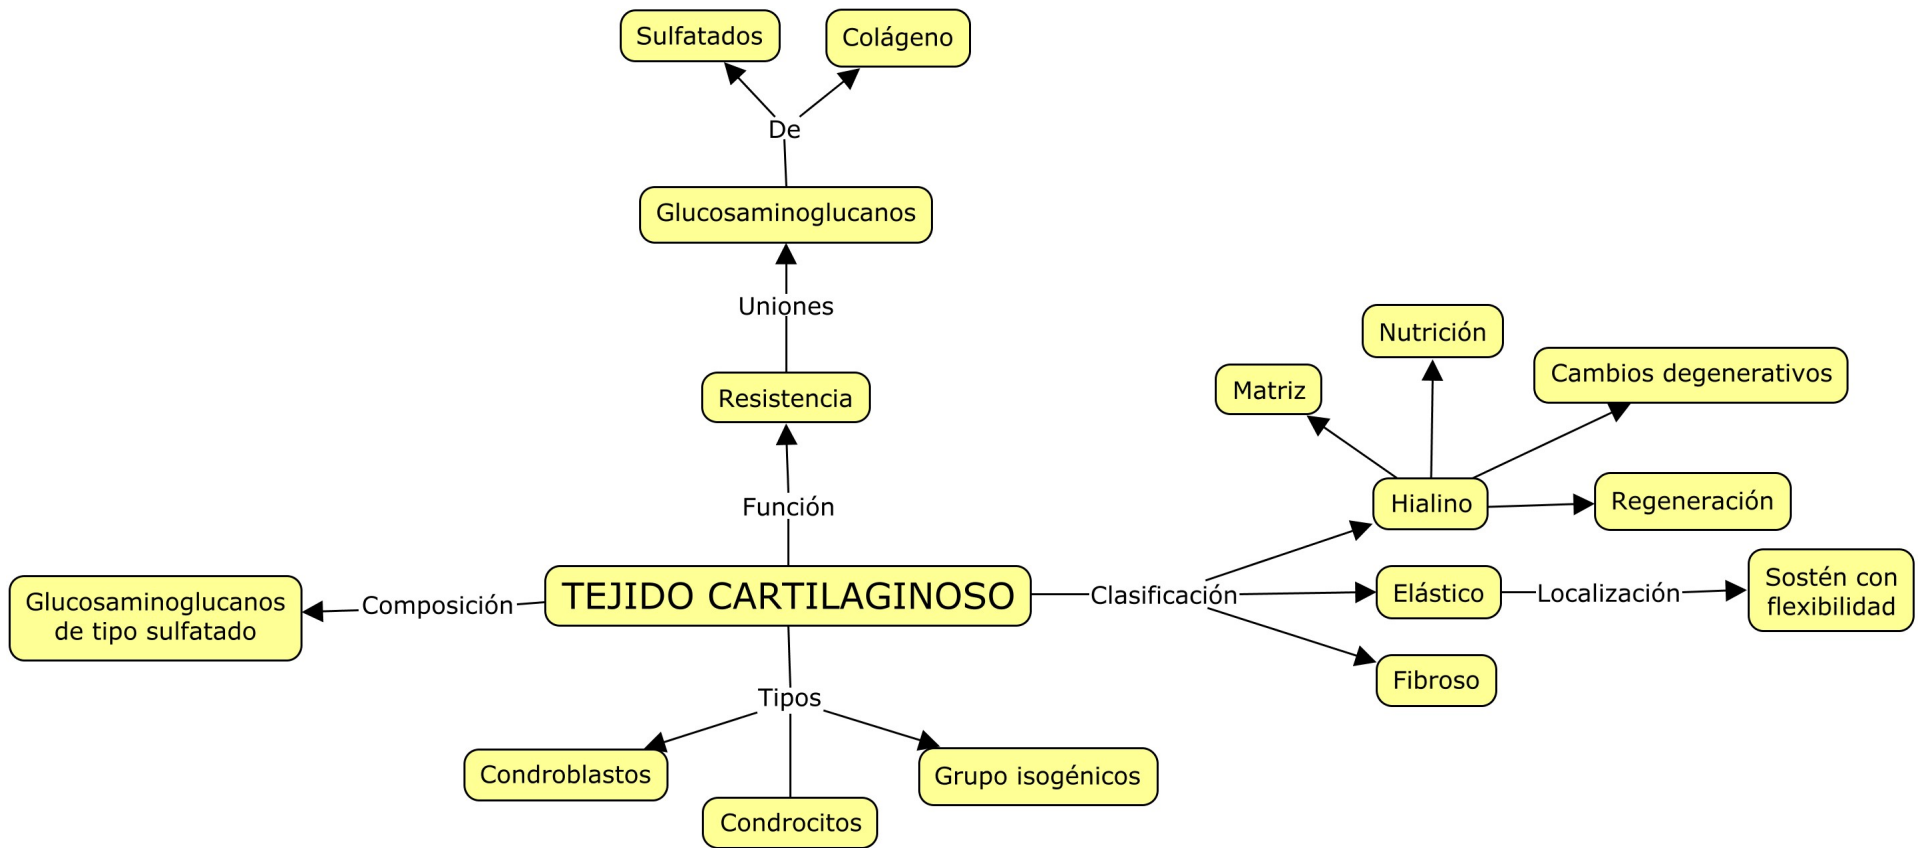 Sulfatados
Colágeno
De
Glucosaminoglucanos
Uniones
Nutrición
Cambios degenerativos
Matriz
Resistencia
Hialino
Regeneración
Función
TEJIDO CARTILAGINOSO
Clasificación
Elástico
Localización
Sostén con
flexibilidad
Composición
Glucosaminoglucanos
de tipo sulfatado
Fibroso
Tipos
Condroblastos
Grupo isogénicos
Condrocitos